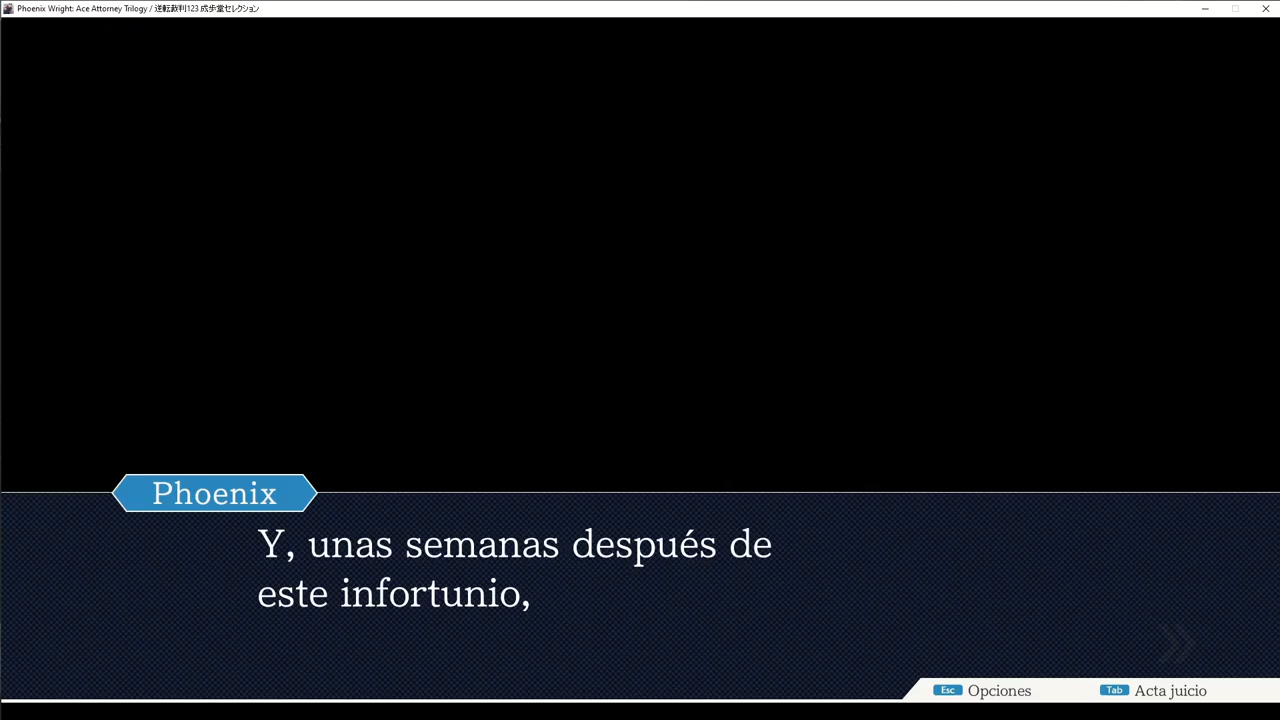 Phoenix Wright: Ace Attorney Trilogy / 逆転裁判123 成歩堂セレクション
Phoenix
Y, unas semanas después de
este infortunio,
Esc Opciones Tab Acta juicio